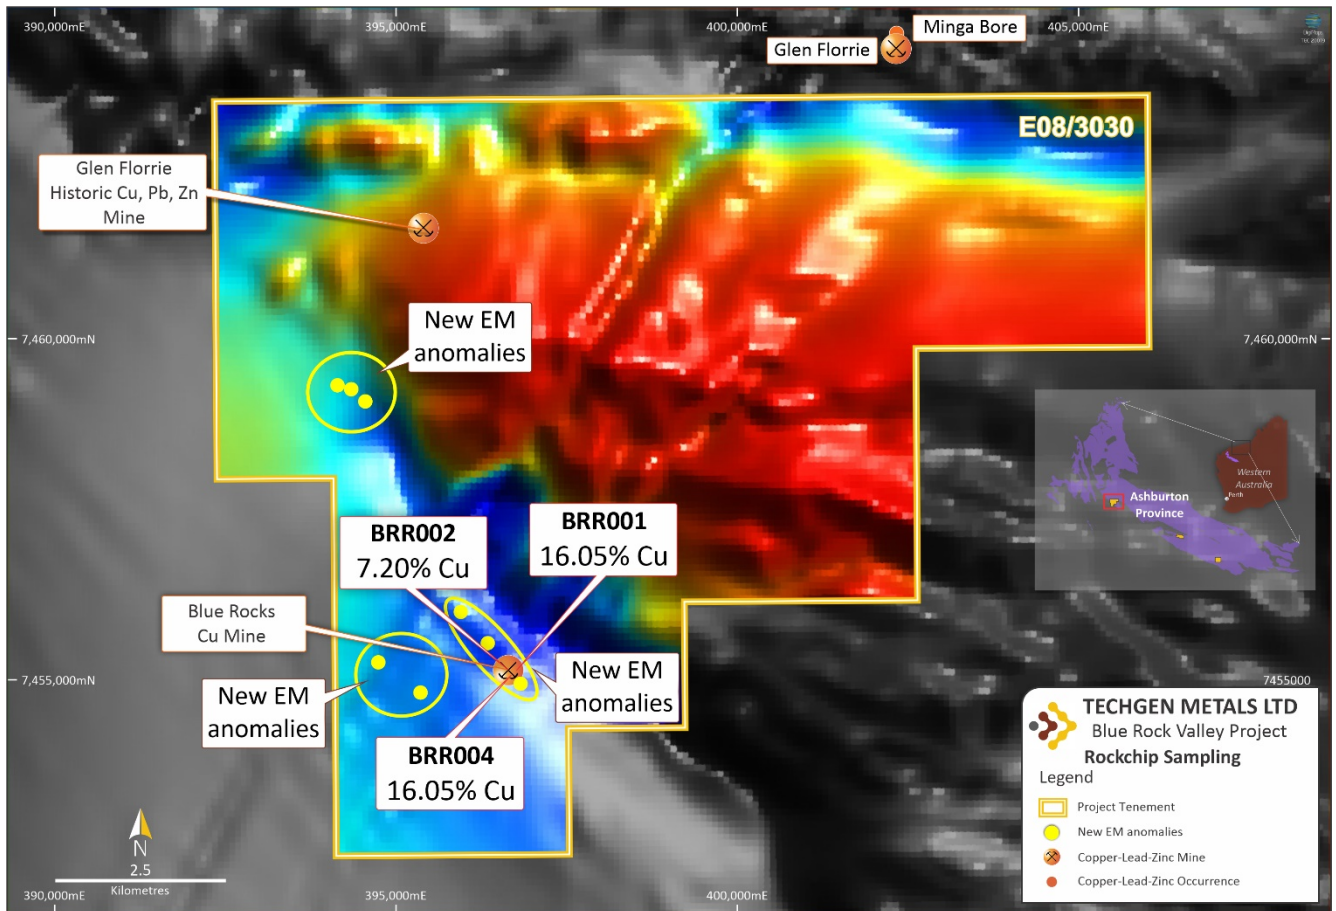 390,000mE
395,000mE
400,000mE
405,000mE
Minga Bore
Glen Florrie
E08/3030
Glen Florrie
Historic Cu, Pb, Zn
Mine
New EM
anomalies
7,460,000mN
7,460,000mN
Western
Australia
Perth
Ashburton
Province
BRR002
7.20% Cu
BRR001
16.05% Cu
Blue Rocks
Cu Mine
New EM
anomalies
New EM
anomalies
7,455,000mN
7455000
BRR004
16.05% Cu
TECHGEN METALS LTD
Blue Rock Valley Project
Rockchip Sampling
Legend
Project Tenement
New EM anomalies
Copper-Lead-Zinc Mine
Copper-Lead-Zinc Occurrence
N
2.5
Kilometres
390,000mE
395,000mE
400,000mE